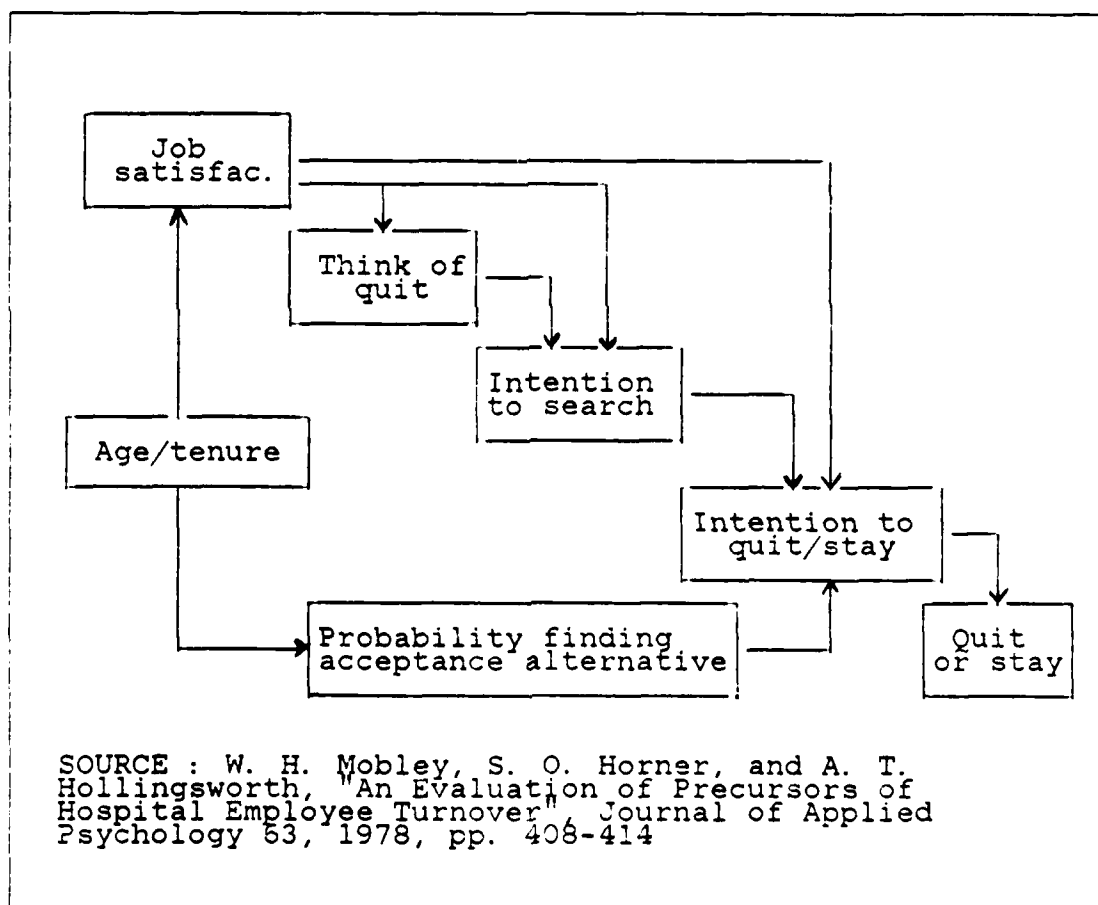 Job
satisfac.
Think of
quit
Intention
to search
Age/tenure
Intention to
quit/stay
Probability finding
acceptance alternative
Quit
or stay
SOURCE : W. H. Mobley, S. O. Horner, and A. T.
Hollingsworth, "An Evaluation of Precursors of
Hospital Employee Turnover", Journal of Applied
Psychology 63, 1978, pp. 408-414